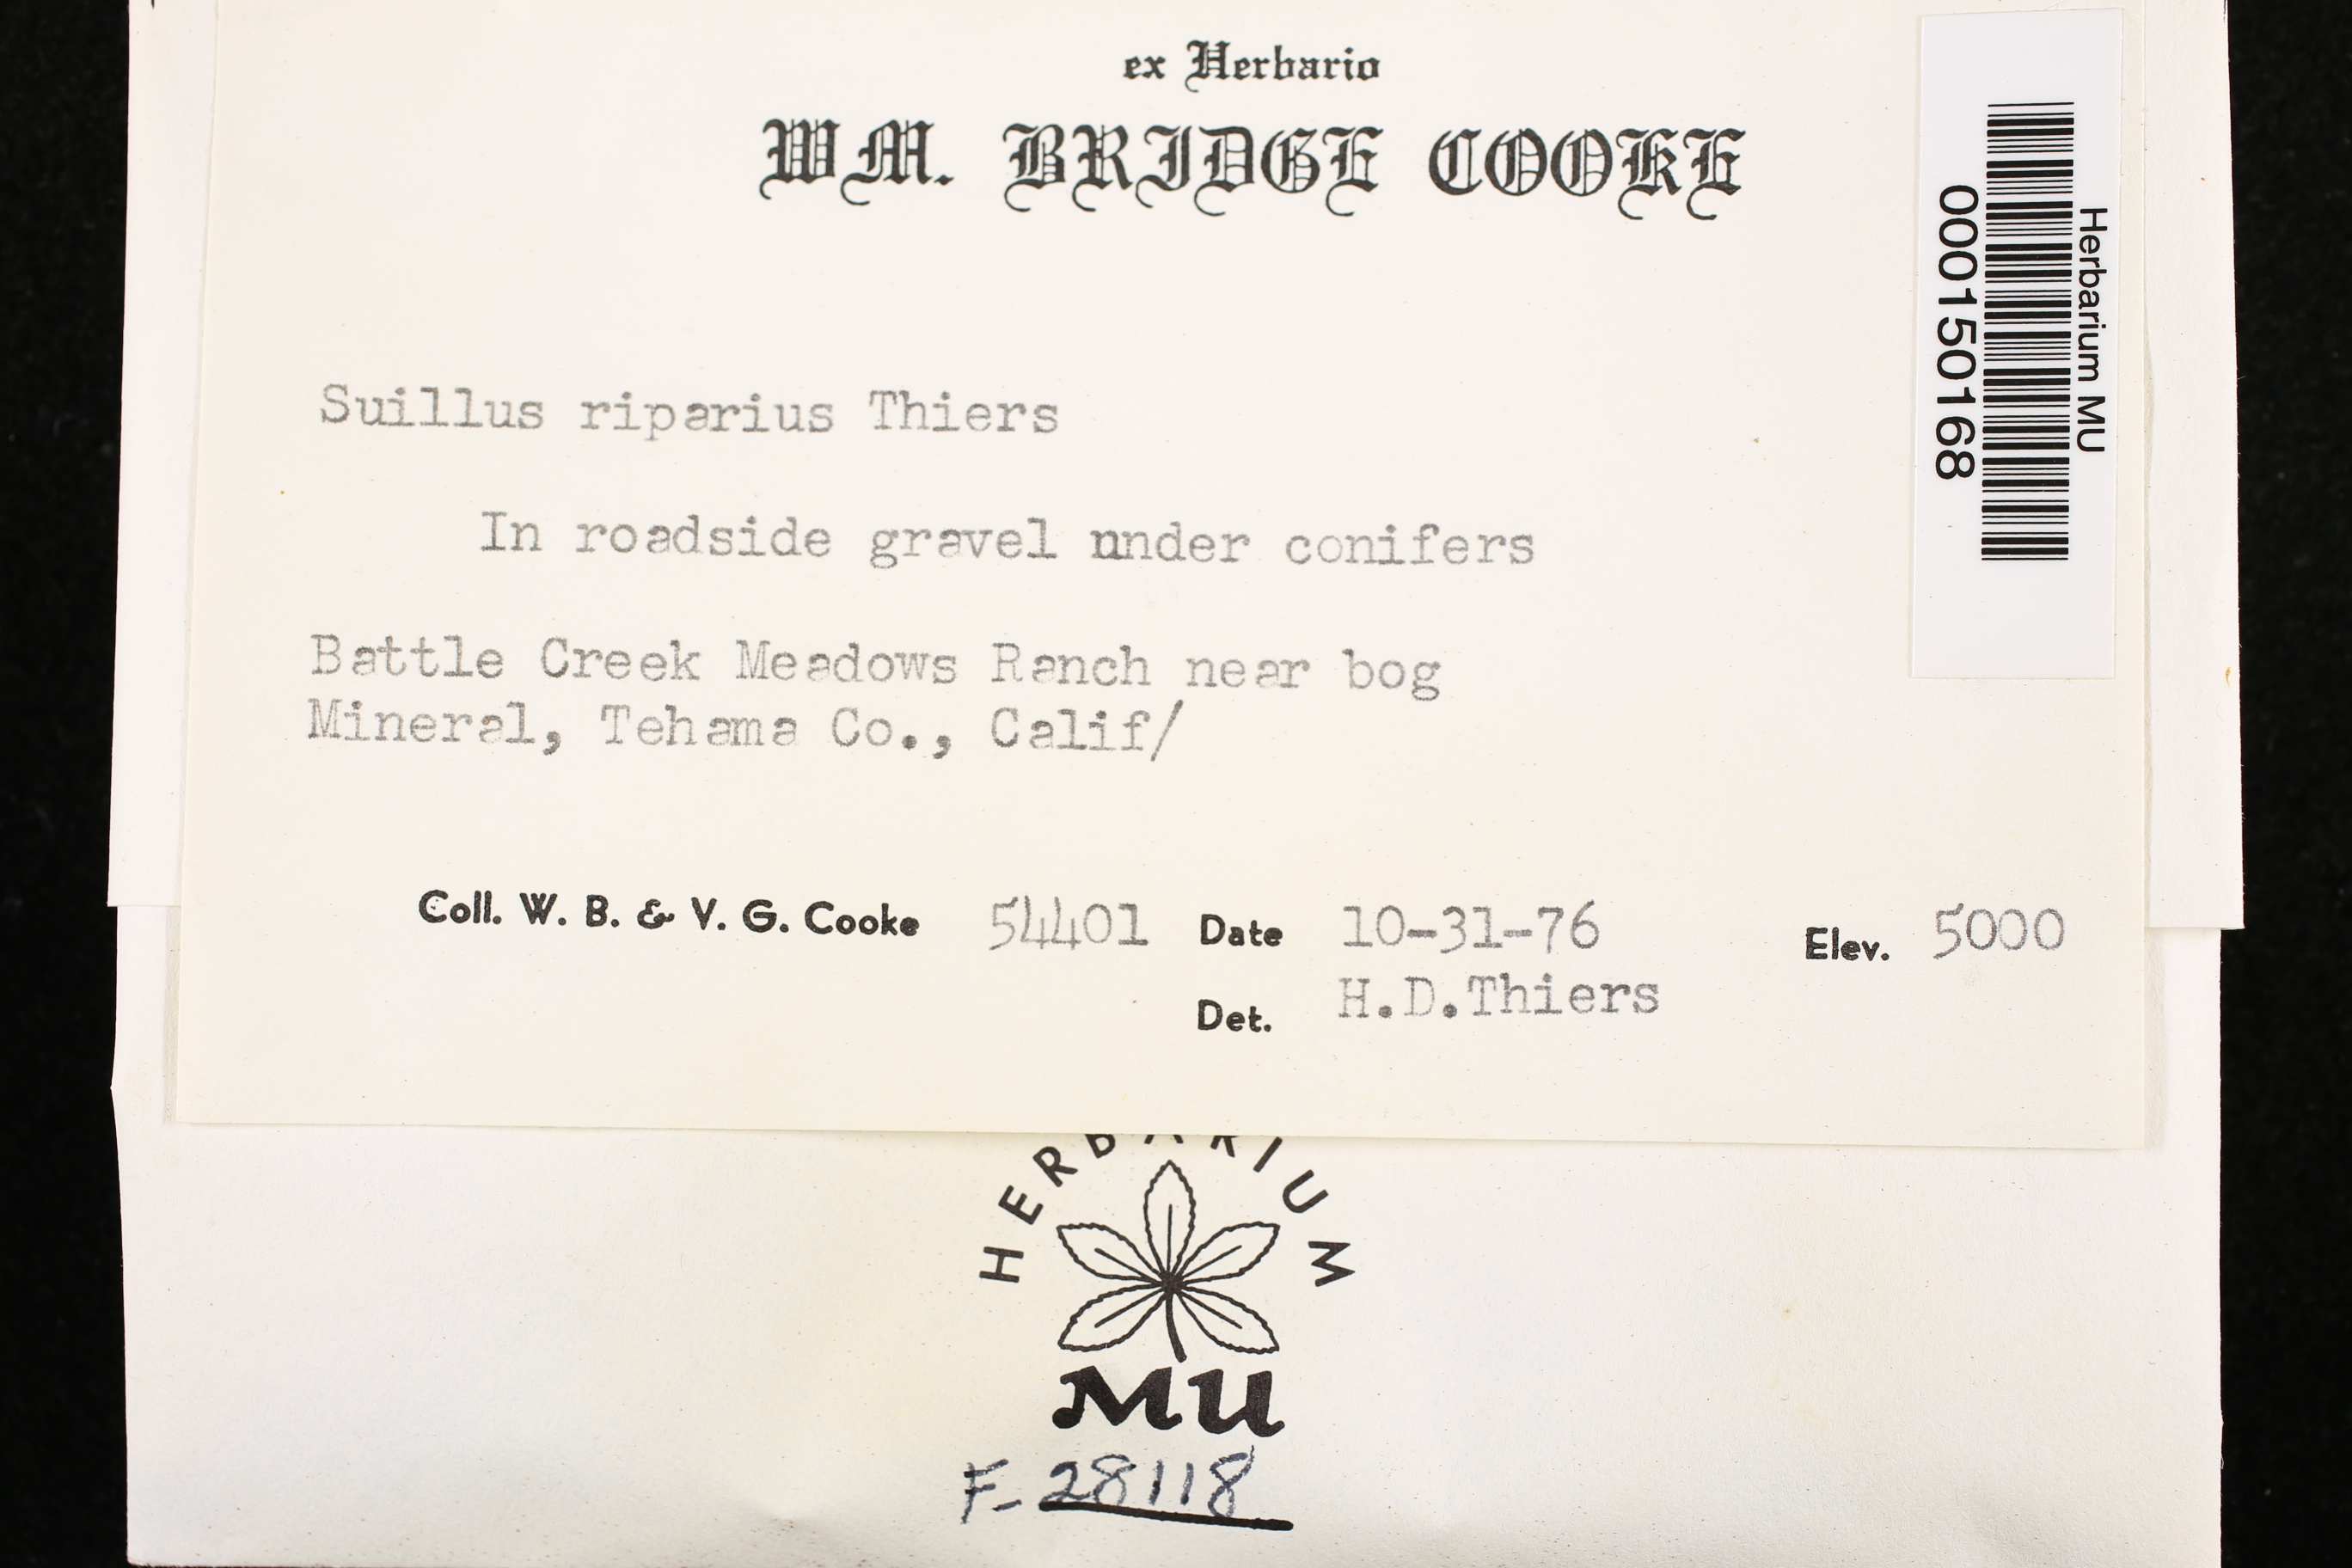 ex Herbario
WM. BRIDGE COOKE
Herbarium MU
000150168
Suillus riparius Thiers
In roadside gravel under conifers
Battle Creek Meadows Ranch near bog
Mineral, Tehama Co., Calif/
Coll. W. B. & V. G. Cooke 54401 Date 10-31-76 Elev. 5000
Det. H.D.Thiers
HERBARIUM
MU
F- 28118